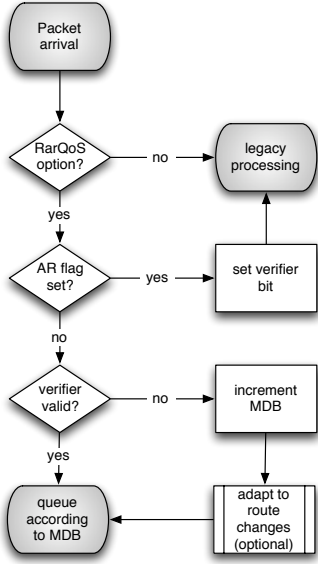 Packet
arrival
RarQoS
option?
no
legacy
processing
yes
AR flag
set?
yes
set verifier
bit
no
verifier
valid?
no
increment
MDB
yes
queue
according
to MDB
adapt to
route
changes
(optional)